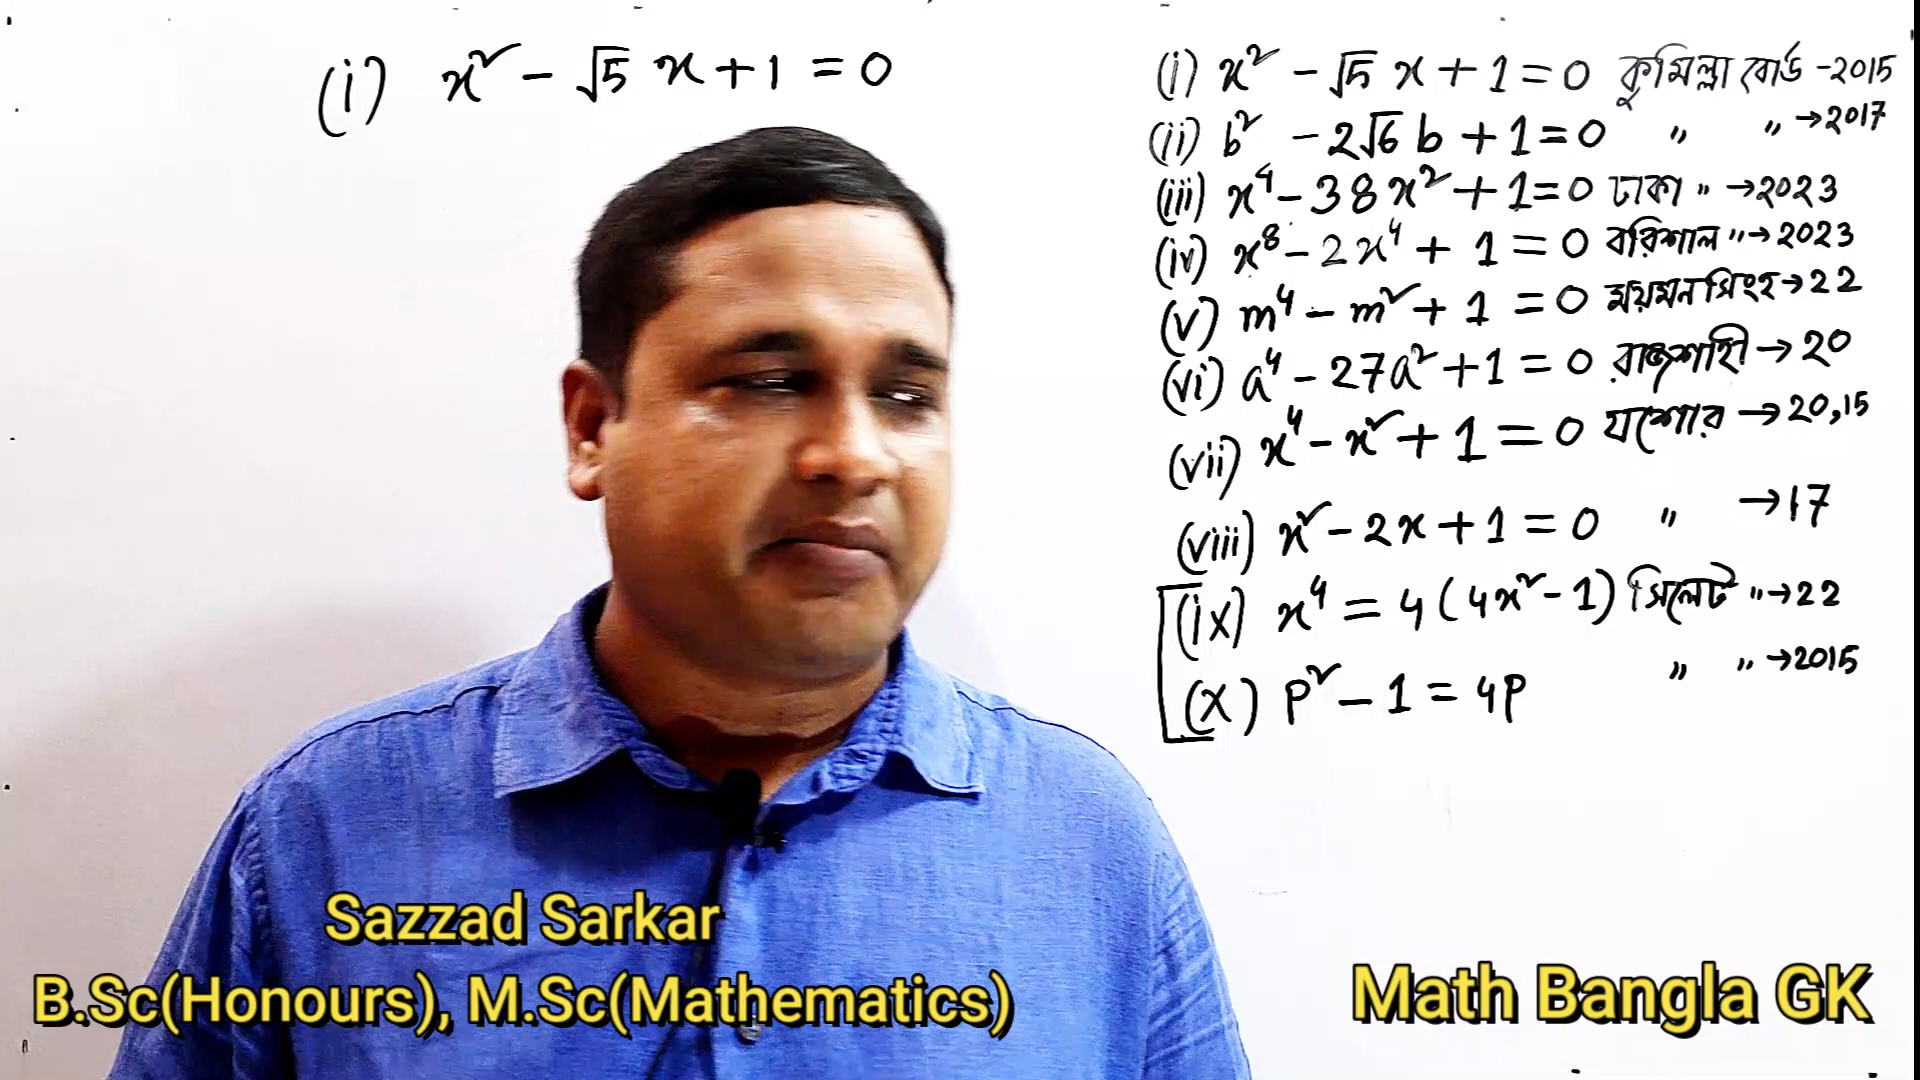 (i) x² - √5 x + 1 = 0
(i) x² - √5 x + 1 = 0 কুমিল্লা বোর্ড -2015
(ii) b² - 2√6 b + 1 = 0 " " →2017
(iii) x⁴ - 38x² + 1 = 0 ঢাকা " →2023
(iv) x⁸ - 2x⁴ + 1 = 0 বরিশাল " →2023
(v) m⁴ - m² + 1 = 0 ময়মনসিংহ→22
(vi) a⁴ - 27a² + 1 = 0 রাজশাহী →20
(vii) x⁴ - x² + 1 = 0 যশোর →20,15
(viii) x² - 2x + 1 = 0 " →17
(ix) x⁴ = 4(4x² - 1) সিলেট " →22
(x) p² - 1 = 4p " " →2015
Sazzad Sarkar
B.Sc(Honours), M.Sc(Mathematics)
Math Bangla GK